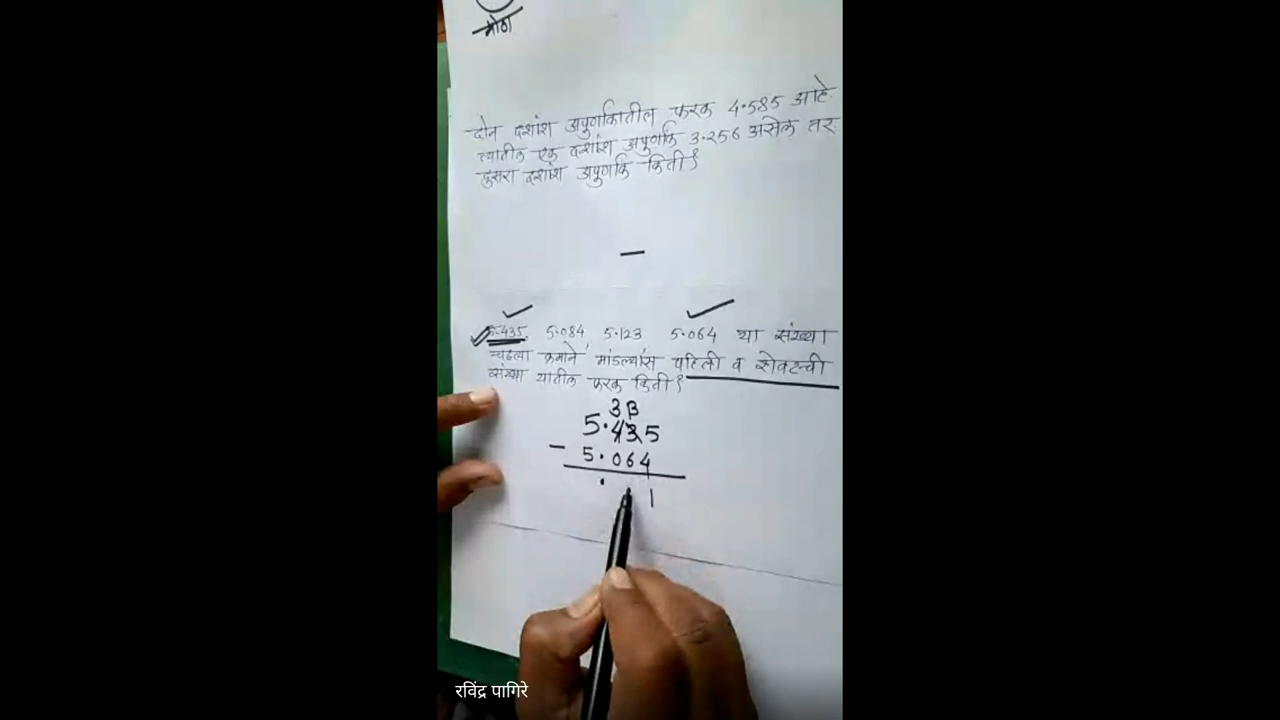 मोठा
दोन दशांश अपुर्णांकातील फरक 4.585 आहे.
त्यातील एक दशांश अपुर्णांक 3.256 असेल तर
दुसरा दशांश अपुर्णांक किती?
5.435, 5.084 5.123 5.064 या संख्या
चढत्या क्रमाने मांडल्यास पहिली व शेवटची
संख्या यातील फरक किती?
3 13
5.435
- 5.064
. 1
रविंद्र पागिरे